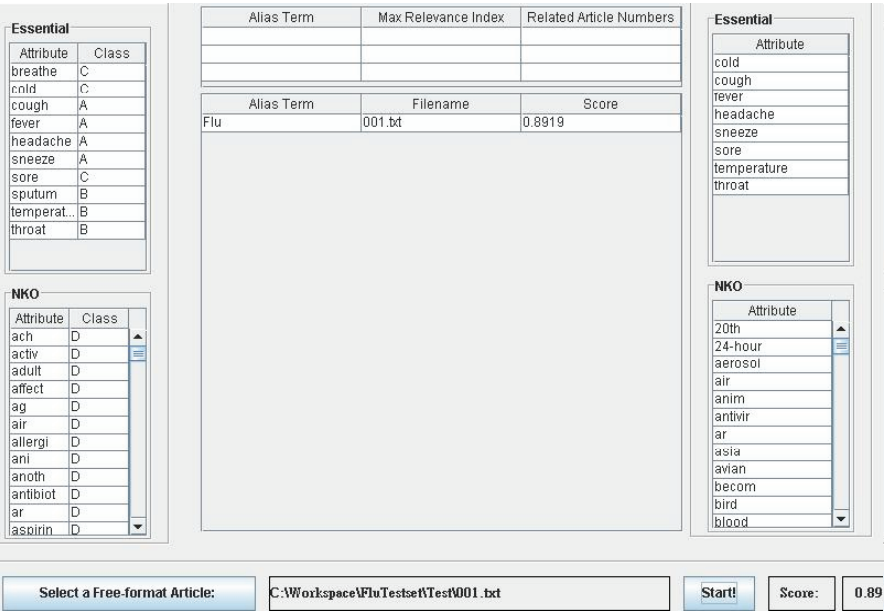 Essential
Attribute Class
breathe C
cold C
cough A
fever A
headache A
sneeze A
sore C
sputum B
temperat... B
throat B
NKO
Attribute Class
ach D
activ D
adult D
affect D
ag D
air D
allergi D
ani D
anoth D
antibiot D
ar D
aspirin D
Alias Term Max Relevance Index Related Article Numbers
Alias Term Filename Score
Flu 001.txt 0.8919
Essential
Attribute
cold
cough
fever
headache
sneeze
sore
temperature
throat
NKO
Attribute
20th
24-hour
aerosol
air
anim
antivir
ar
asia
avian
becom
bird
blood
Select a Free-format Article: C:\Workspace\FluTestset\Test\001.txt Start! Score: 0.89